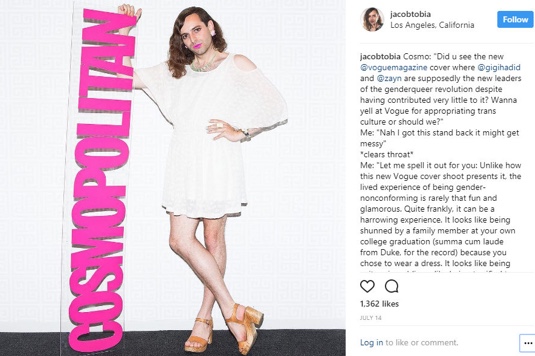 COSMOPOLITAN
jacobtobia
Los Angeles, California
Follow
jacobtobia Cosmo: "Did u see the new
@voguemagazine cover where @gigihadid
and @zayn are supposedly the new leaders
of the genderqueer revolution despite
having contributed very little to it? Wanna
yell at Vogue for appropriating trans
culture or should we?"
Me: "Nah I got this stand back it might get
messy"
*clears throat*
Me: "Let me spell it out for you: Unlike how
this new Vogue cover shoot presents it, the
lived experience of being gender-
nonconforming is rarely that fun and
glamorous. Quite frankly, it can be a
harrowing experience. It looks like being
shunned by a family member at your own
college graduation (summa cum laude
from Duke, for the record) because you
chose to wear a dress. It looks like being
1,362 likes
JULY 14
Log in to like or comment.